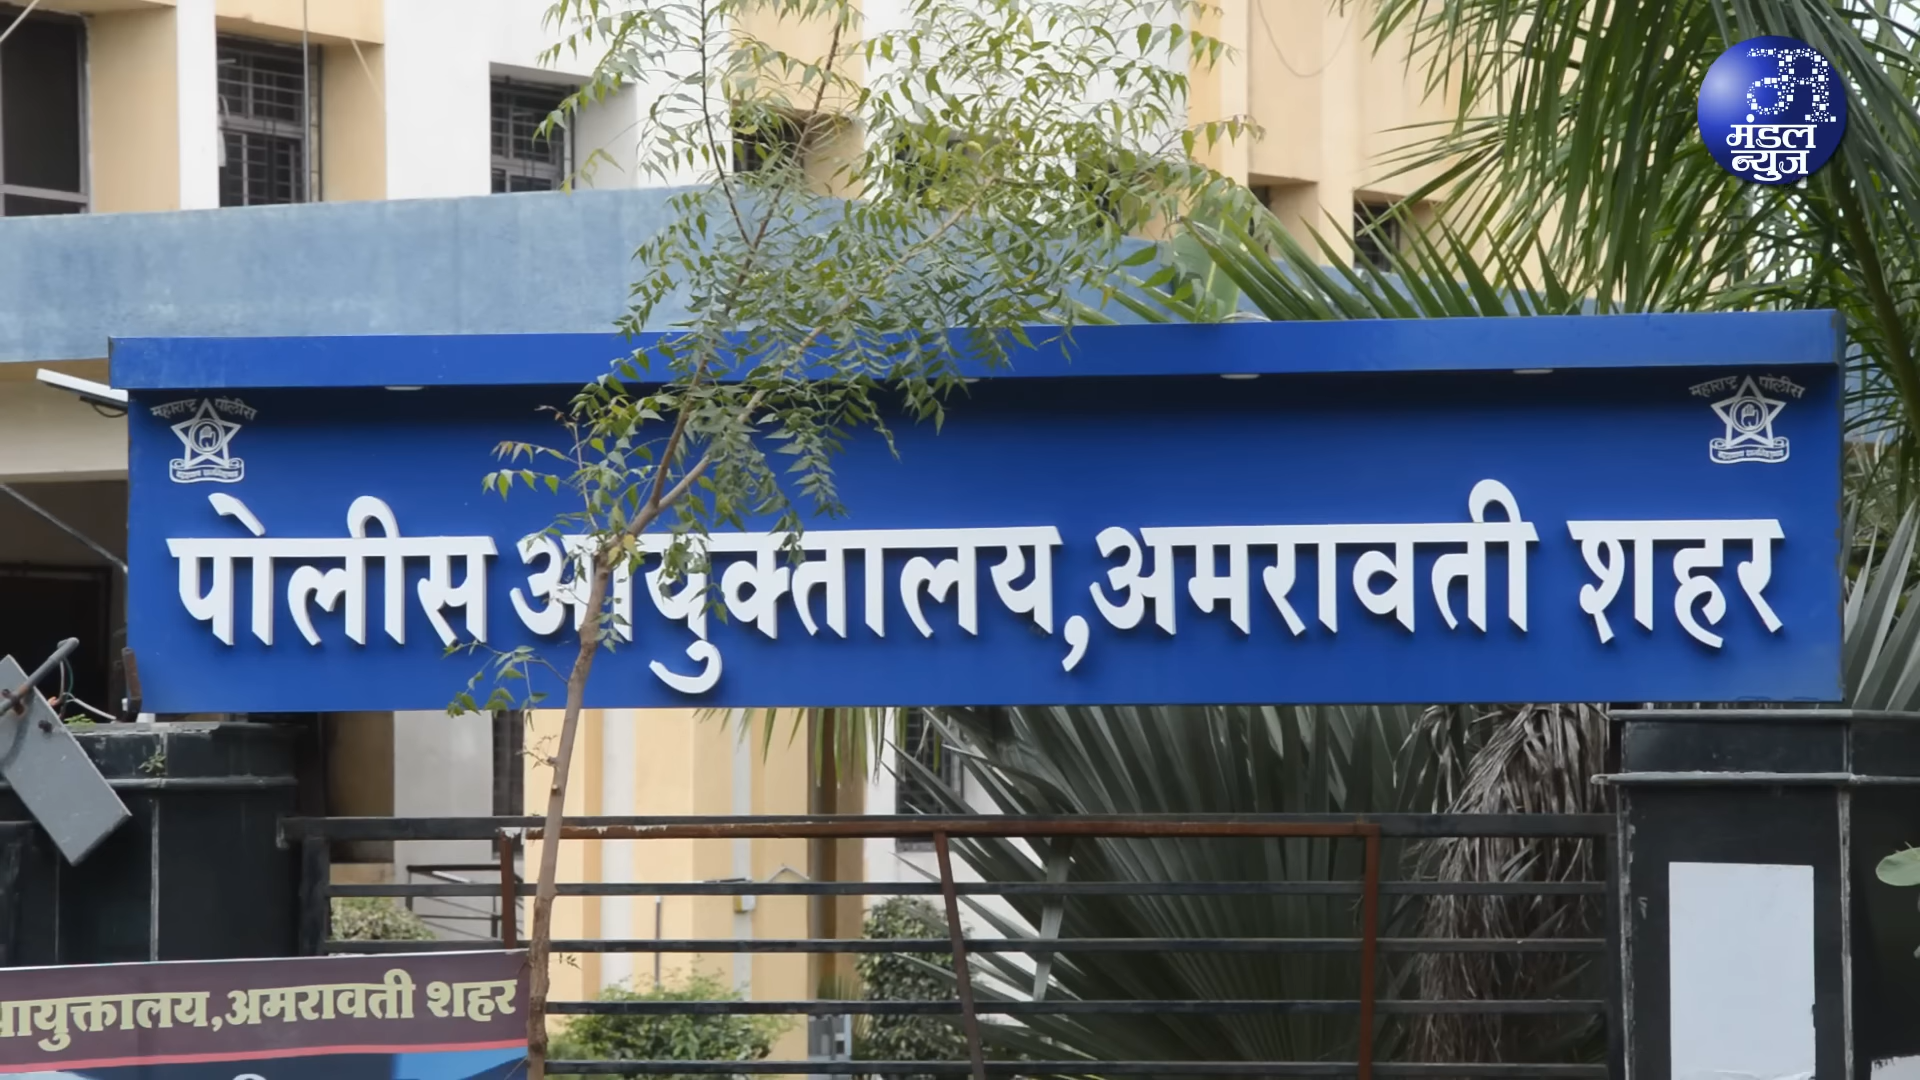 मंडल
न्युज
महाराष्ट्र पोलीस
महाराष्ट्र पोलीस
पोलीस आयुक्तालय,अमरावती शहर
आयुक्तालय,अमरावती शहर